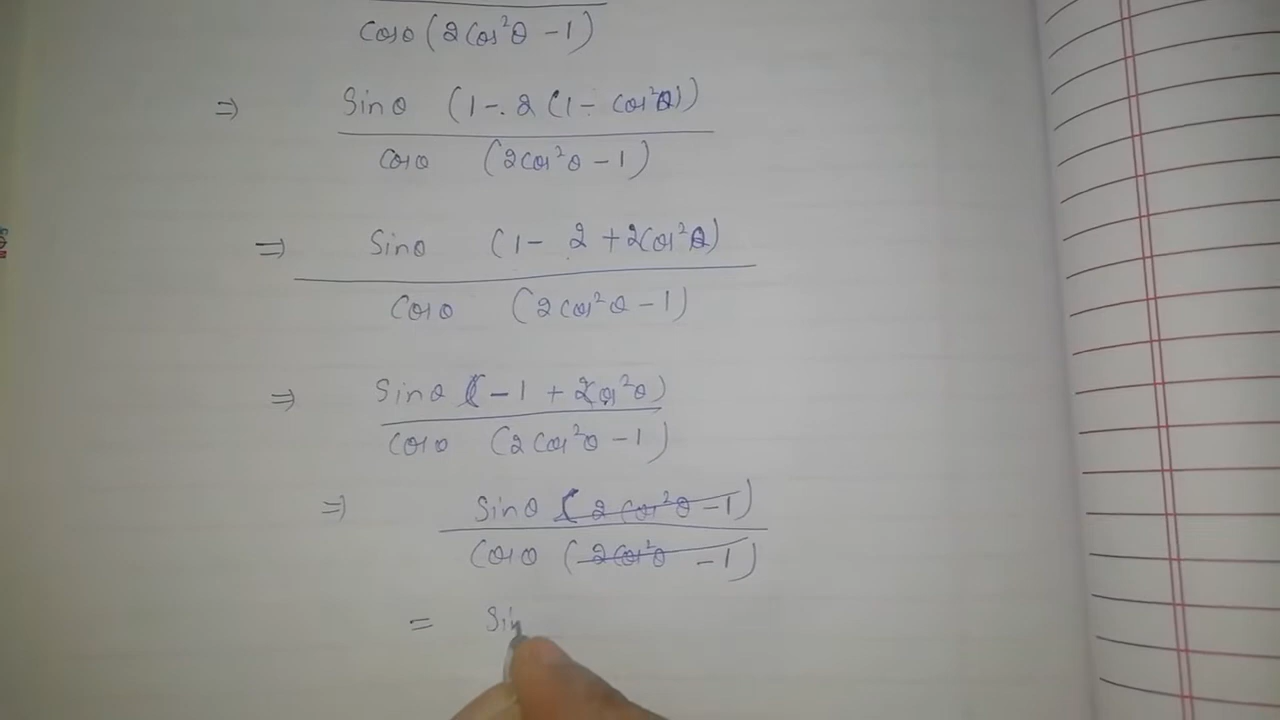 Cosθ (2Cos²θ - 1)
⇒ Sinθ (1 - 2 (1 - Cos²θ))
Cosθ (2Cos²θ - 1)
⇒ Sinθ (1 - 2 + 2Cos²θ)
Cosθ (2Cos²θ - 1)
⇒ Sinθ (-1 + 2Cos²θ)
Cosθ (2Cos²θ - 1)
⇒ Sinθ (2Cos²θ - 1)
Cosθ (2Cos²θ - 1)
= Sin